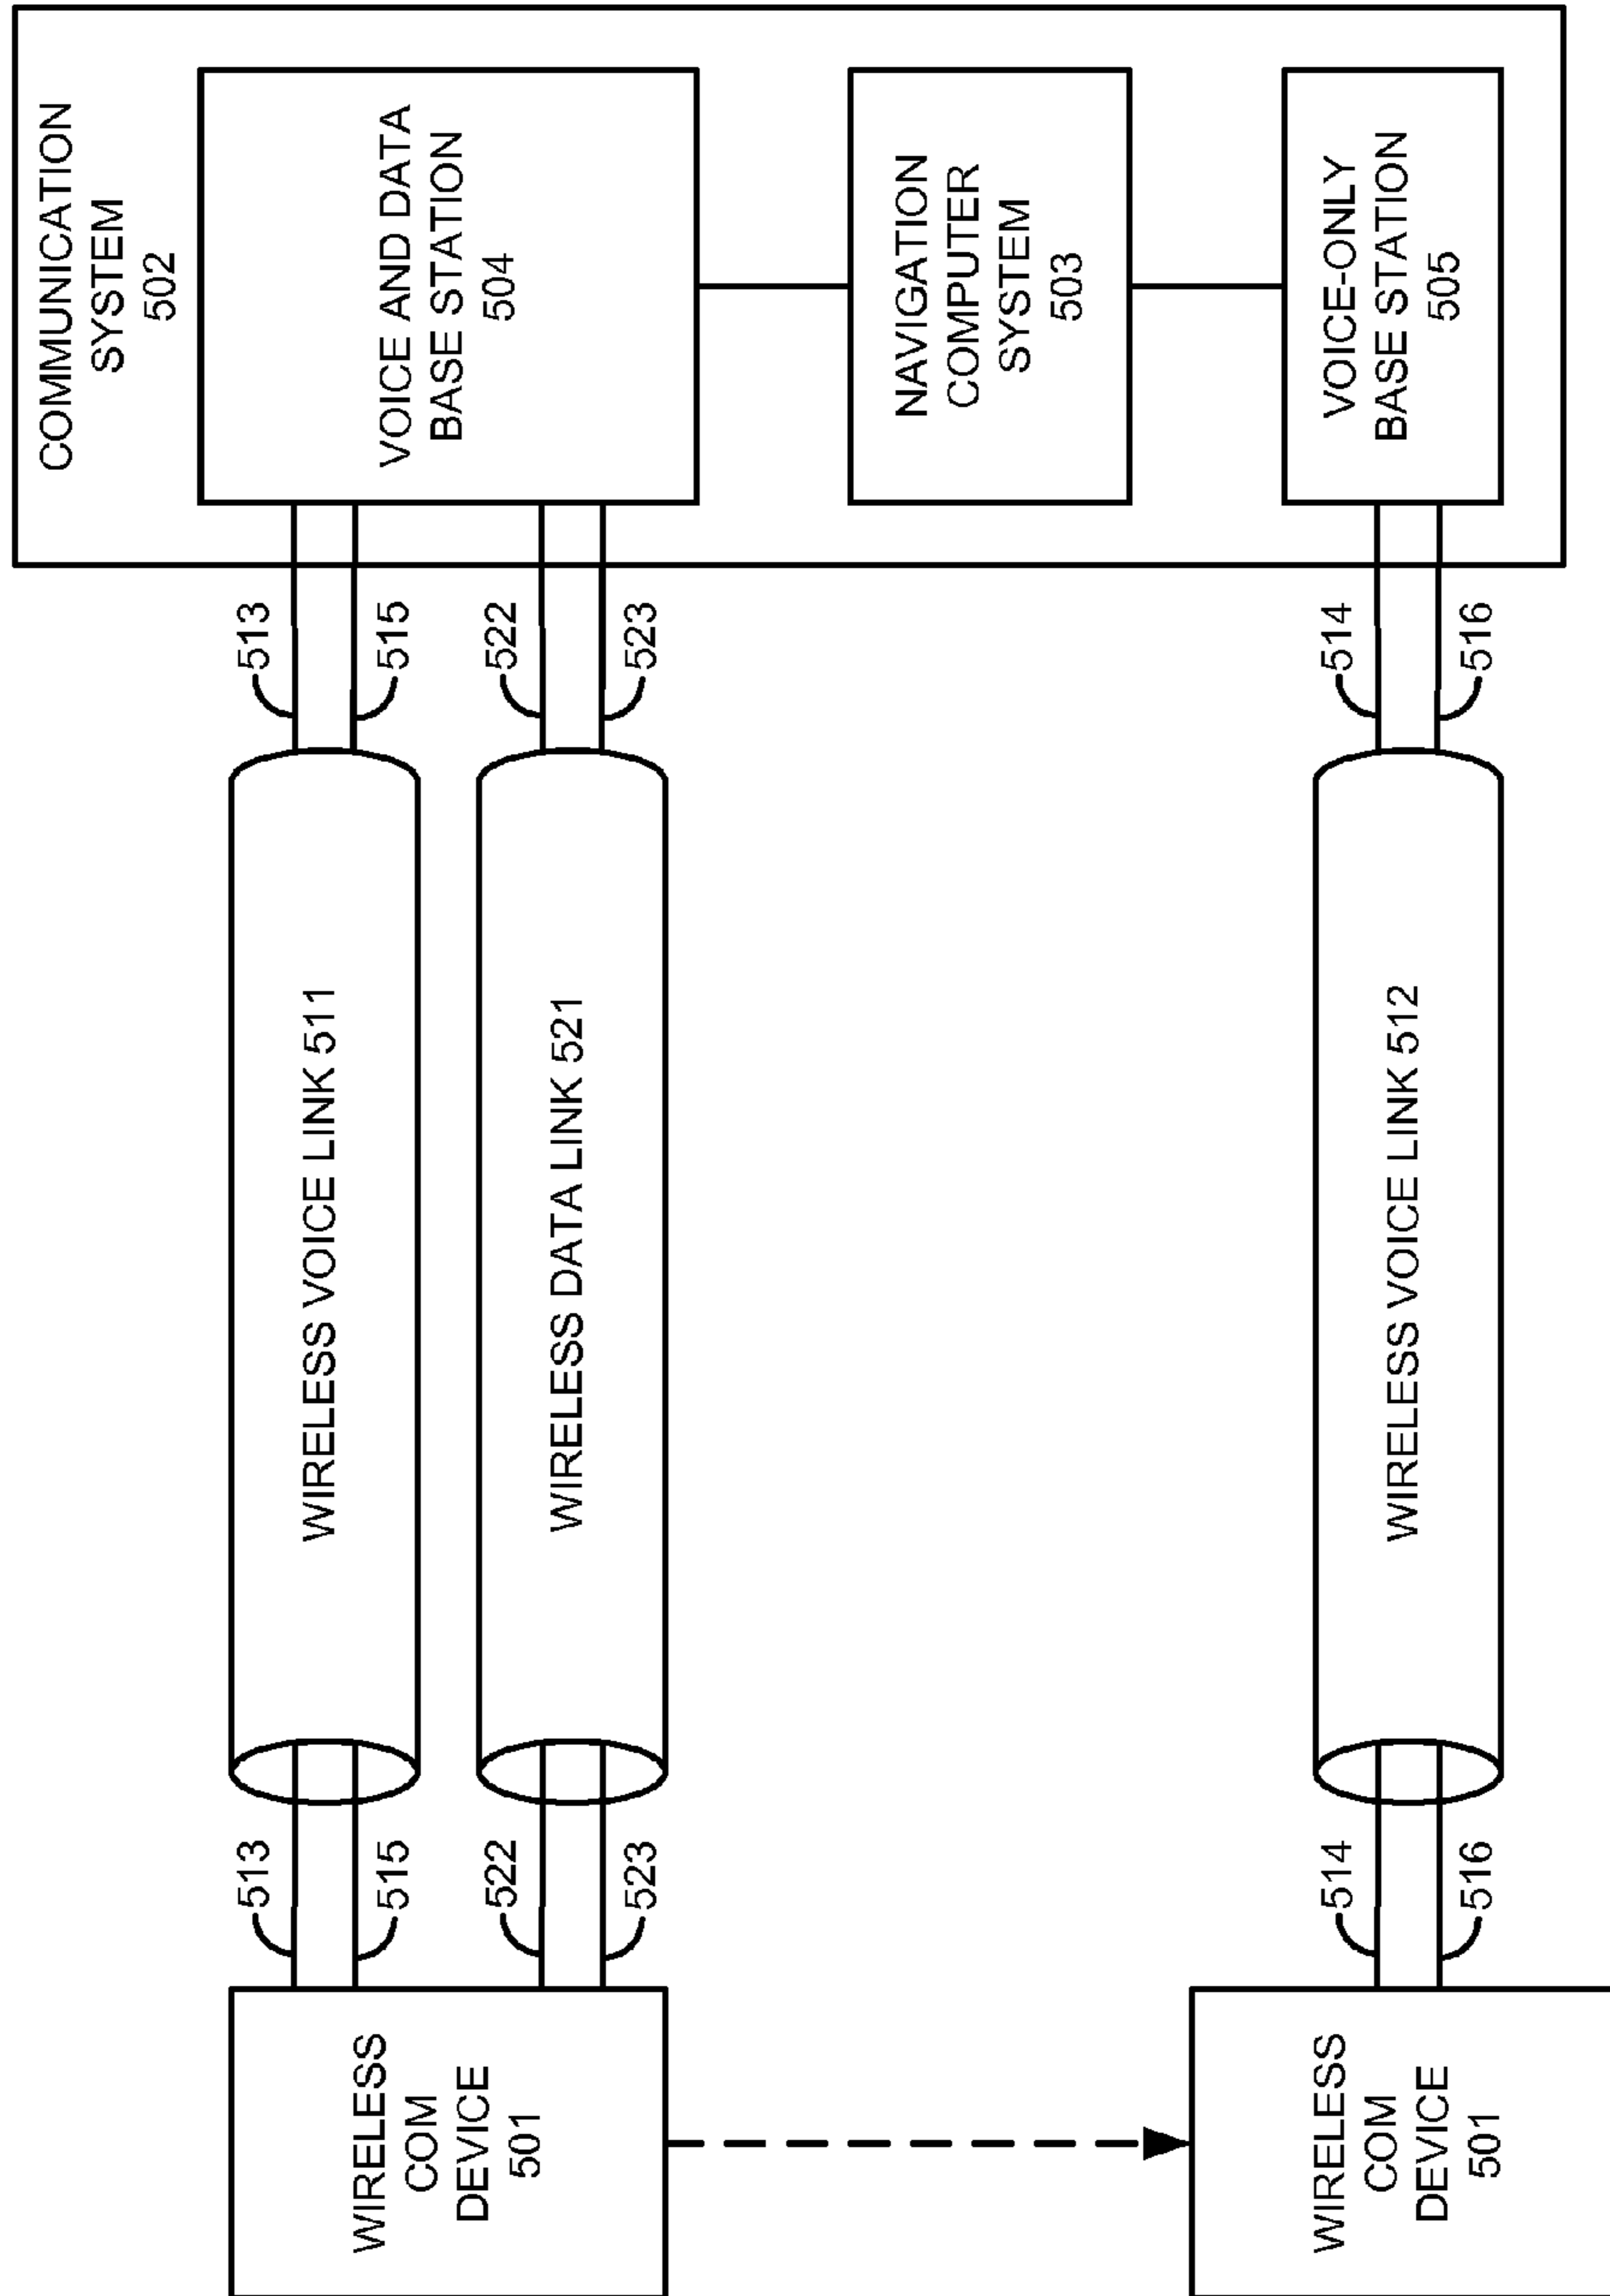 COMMUNICATION
SYSTEM
502
VOICE AND DATA
BASE STATION
504
NAVIGATION
COMPUTER
SYSTEM
503
VOICE-ONLY
BASE STATION
505
513
515
522
523
514
516
WIRELESS VOICE LINK 511
WIRELESS DATA LINK 521
WIRELESS VOICE LINK 512
513
515
522
523
514
516
WIRELESS
COM
DEVICE
501
WIRELESS
COM
DEVICE
501